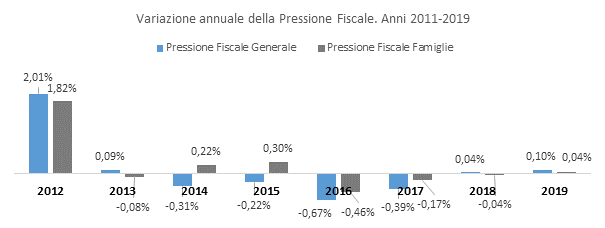 Variazione annuale della Pressione Fiscale. Anni 2011-2019
Pressione Fiscale Generale Pressione Fiscale Famiglie
2,01%
1,82%
0,09% 0,22% 0,30% 0,04% 0,10% 0,04%
2012 2013 2014 2015 2016 2017 2018 2019
-0,08% -0,31% -0,22% -0,67% -0,46% -0,39% -0,17% -0,04%